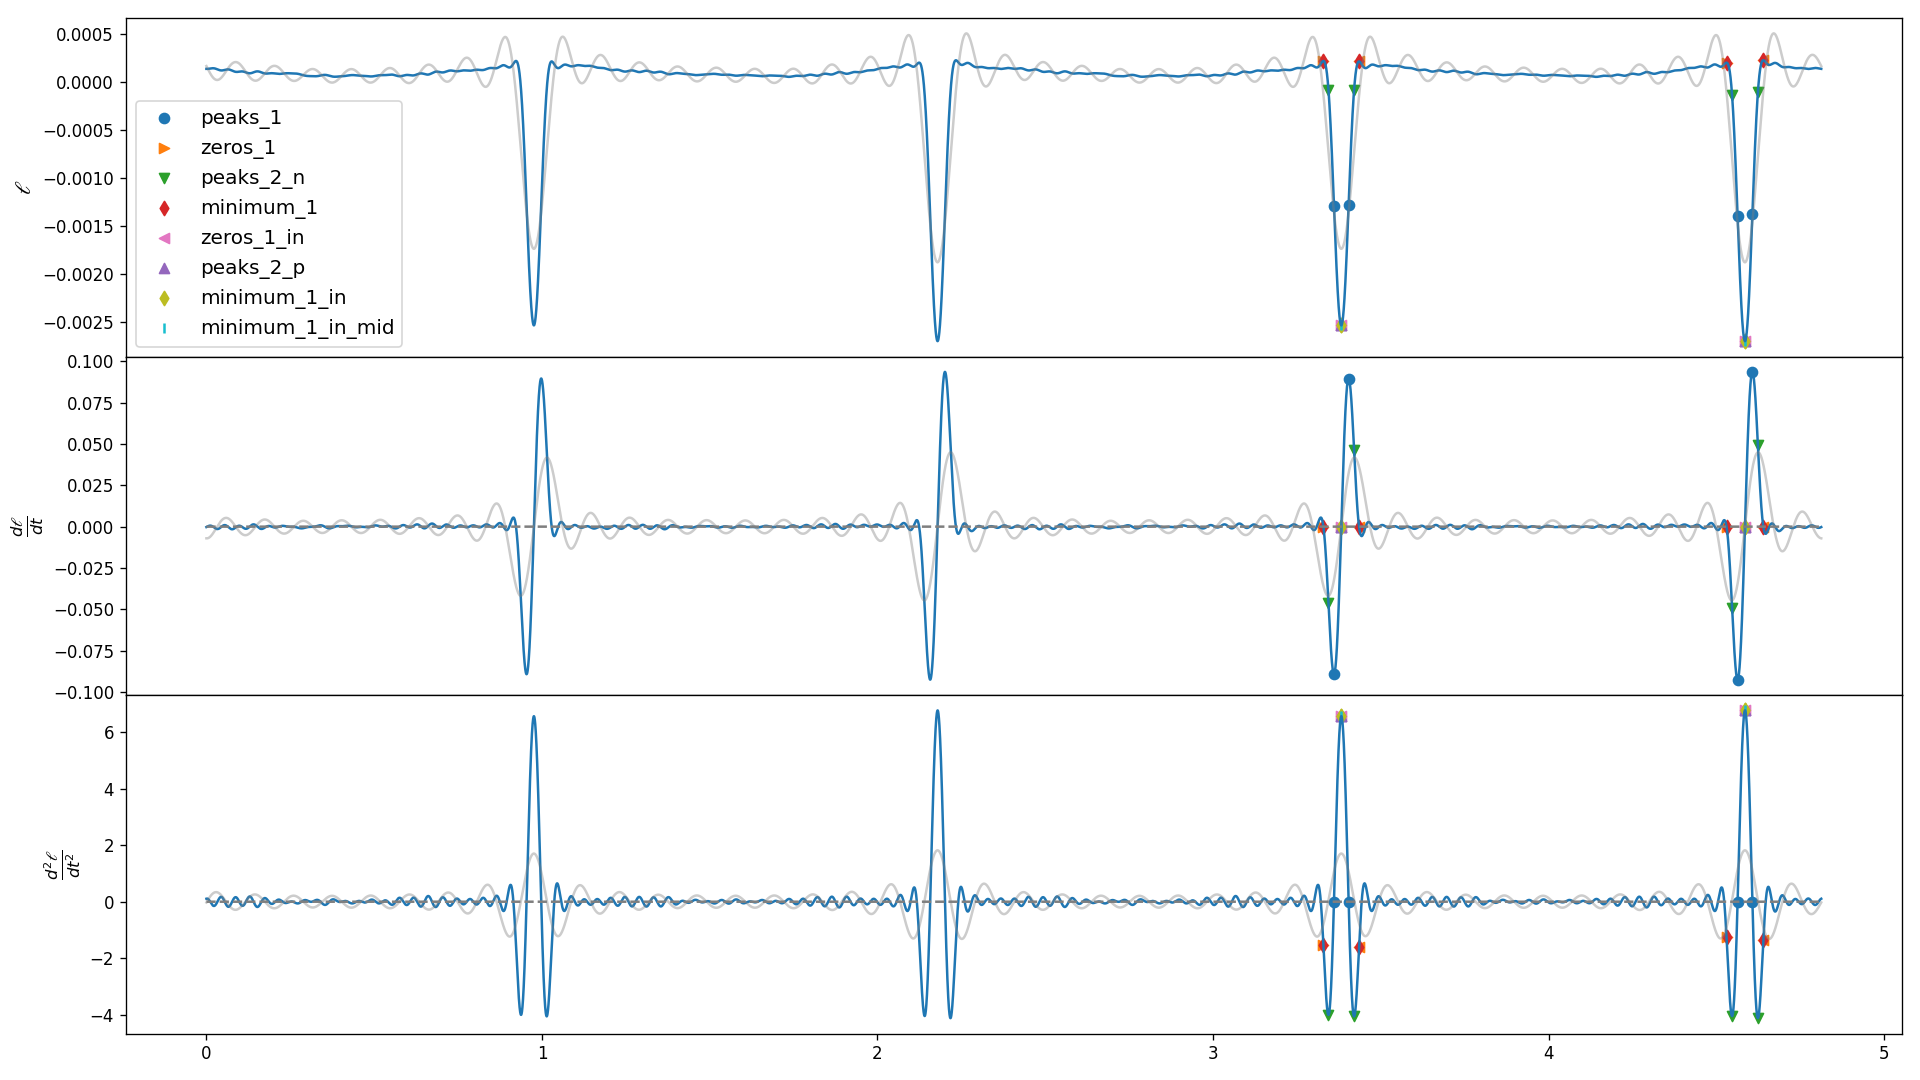 0.0005
0.0000
−0.0005
−0.0010
−0.0015
−0.0020
−0.0025
ℓ
peaks_1
zeros_1
peaks_2_n
minimum_1
zeros_1_in
peaks_2_p
minimum_1_in
minimum_1_in_mid
0.100
0.075
0.050
0.025
0.000
−0.025
−0.050
−0.075
−0.100
dℓ
dt
6
4
2
0
−2
−4
d²ℓ
dt²
0 1 2 3 4 5